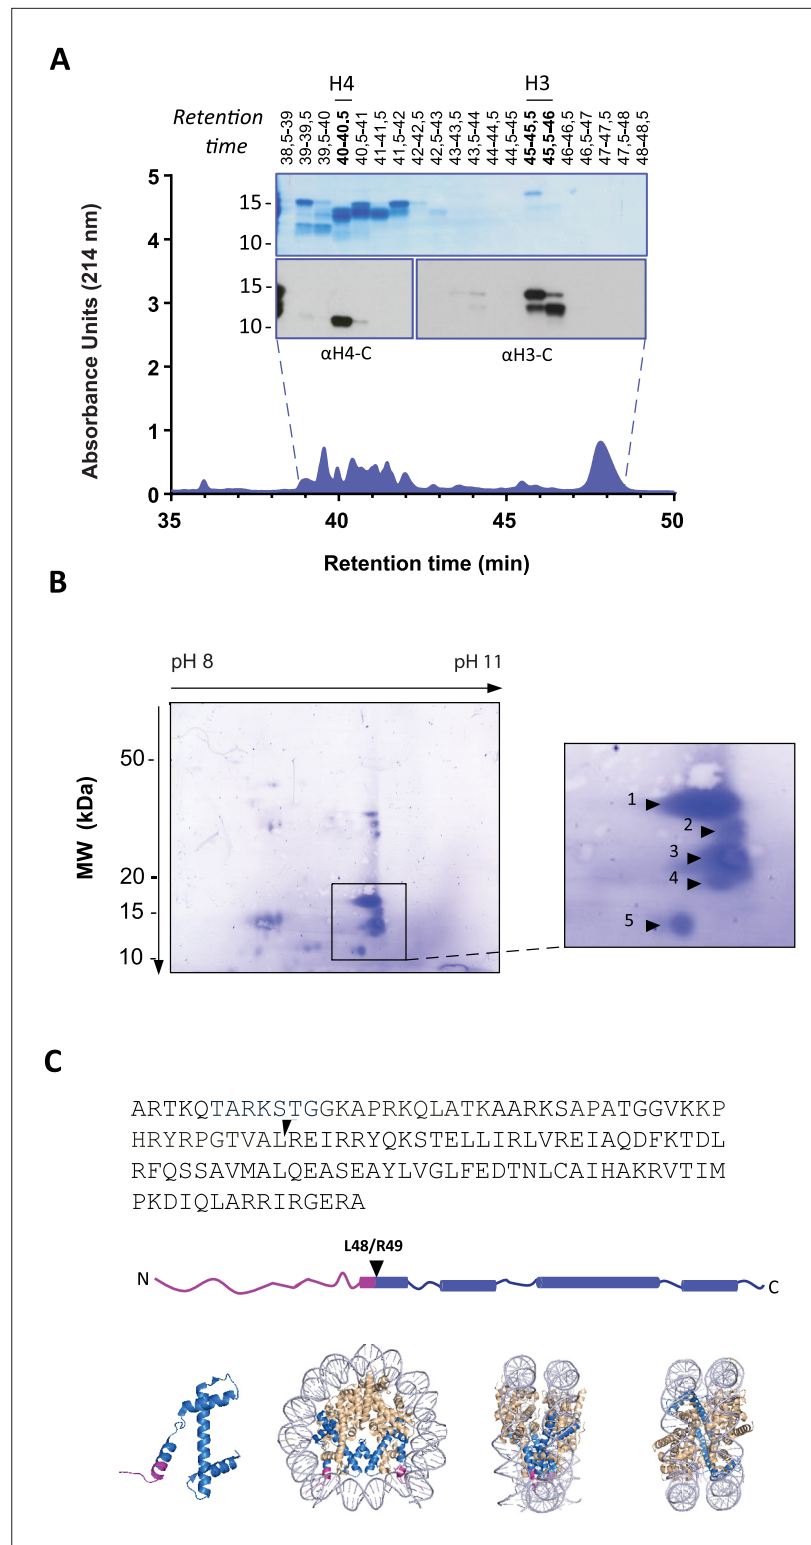 A
H4 H3
Retention time
38,5-39
39-39,5
39,5-40
40-40.5
40,5-41
41-41,5
41,5-42
42-42,5
42,5-43
43-43,5
43,5-44
44-44,5
44,5-45
45-45,5
45,5-46
46-46,5
46,5-47
47-47,5
47,5-48
48-48,5
Absorbance Units (214 nm)
5
4
3
2
1
0
15 -
10 -
15 -
10 -
αH4-C αH3-C
35 40 45 50
Retention time (min)
B
pH 8 pH 11
MW (kDa)
50 -
20 -
15 -
10 -
1
2
3
4
5
C
ARTKQTARKSTGGKAPRKQLATKAARKSAPATGGVKKP
HRYRPGTVALREIRRYQKSTELLIRLVREIAQDFKTDL
RFQSSAVMALQEASEAYLVGLFEDTNLCAIHAKRVTIM
PKDIQLARRIRGERA
L48/R49
N C